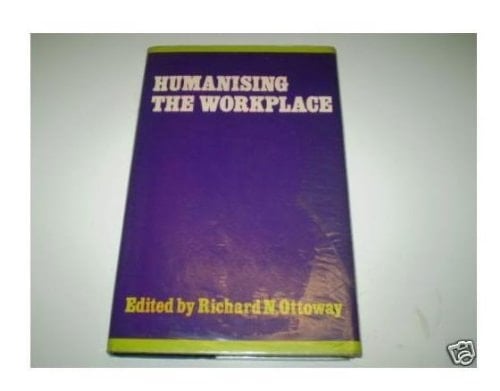 HUMANISING
THE WORKPLACE
Edited by Richard N. Ottoway